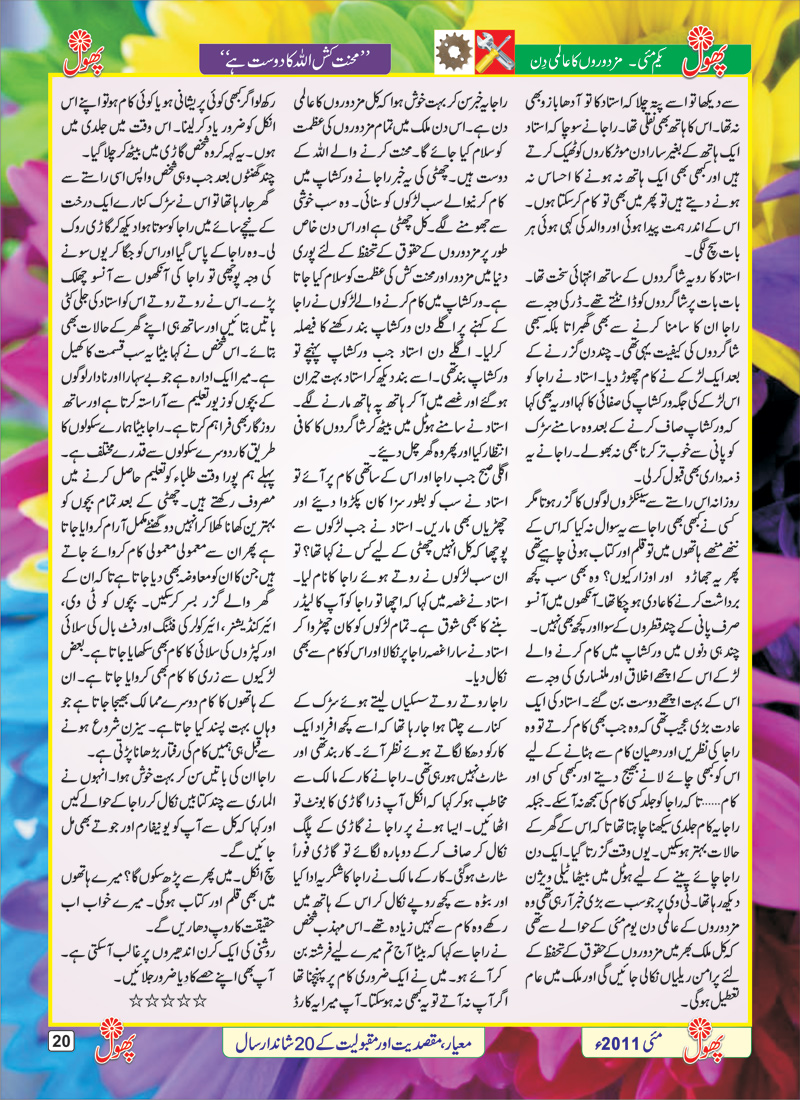 پھول
یکم مئی۔ مزدوروں کا عالمی دِن
’’محنت کش اللہ کا دوست ہے‘‘
پھول
سے دیکھا تو اسے پتہ چلا کہ استاد کا تو آدھا بازو بھی
نہ تھا۔ اس کا ہاتھ بھی نقلی تھا۔ راجا نے سوچا کہ استاد
ایک ہاتھ کے بغیر سارا دن موٹر کاروں کو ٹھیک کرتے
ہیں اور کبھی بھی ایک ہاتھ نہ ہونے کا احساس نہ
ہونے دیتے ہیں تو پھر میں بھی تو کام کر سکتا ہوں۔
اس کے اندر ہمت پیدا ہوئی اور والد کی کہی ہوئی ہر
بات سچ لگی۔
استاد کا رویہ شاگردوں کے ساتھ انتہائی سخت تھا۔
بات بات پر شاگردوں کو ڈانٹتے تھے۔ ڈر کی وجہ سے
راجا ان کا سامنا کرنے سے بھی گھبراتا بلکہ سبھی
شاگردوں کی کیفیت یہی تھی۔ چند دن گزرنے کے
بعد ایک لڑکے نے کام چھوڑ دیا۔ استاد نے راجا کو
اس لڑکے کی جگہ ورکشاپ کی صفائی کا کہا اور یہ بھی کہا
کہ ورکشاپ صاف کرنے کے بعد وہ سامنے سڑک
کو پانی سے خوب تر کرنا بھی نہ بھولے۔ راجا نے یہ
ذمہ داری بھی قبول کر لی۔
روزانہ اس راستے سے سینکڑوں لوگوں کا گزر ہوتا مگر
کسی نے کبھی بھی راجا سے یہ سوال نہ کیا کہ اس کے
ننھے منھے ہاتھوں میں تو قلم اور کتاب ہونی چاہیے تھی
پھر یہ جھاڑو اور اوزار کیوں؟ وہ بھی سب کچھ
برداشت کرنے کا عادی ہو چکا تھا۔ آنکھوں میں آنسو
صرف پانی کے چند قطروں کے سوا اور کچھ بھی نہیں۔
چند ہی دنوں میں ورکشاپ میں کام کرنے والے
لڑکے اس کے اچھے اخلاق اور ملنساری کی وجہ سے
اس کے بہت اچھے دوست بن گئے۔ استاد کی ایک
عادت بڑی عجیب تھی کہ وہ جب بھی کام کرتے تو وہ
راجا کی نظریں اور دھیان کام سے ہٹانے کے لیے
اس کو کبھی چائے لانے بھیج دیتے اور کبھی کسی اور
کام...... تاکہ راجا کو جلد کسی کام کی سمجھ نہ آ سکے۔ جبکہ
راجا یہ کام جلدی سیکھنا چاہتا تھا تاکہ اس کے گھر کے
حالات بہتر ہو سکیں۔ یوں وقت گزرتا گیا۔ ایک دن
راجا چائے پینے کے لیے ہوٹل میں بیٹھا ٹیلی ویژن
دیکھ رہا تھا۔ ٹی وی پر جو سب سے بڑی خبر آ رہی تھی وہ
مزدوروں کے عالمی دن یوم مئی کے حوالے سے تھی
کہ کل ملک بھر میں مزدوروں کے حقوق کے تحفظ کے
لئے پر امن ریلیاں نکالی جائیں گی اور ملک میں عام
تعطیل ہو گی۔
راجا یہ خبر سن کر بہت خوش ہوا کہ کل مزدوروں کا عالمی
دن ہے۔ اس دن ملک میں تمام مزدوروں کی عظمت
کو سلام کیا جائے گا۔ محنت کرنے والے اللہ کے
دوست ہیں۔ چھٹی کی یہ خبر راجا نے ورکشاپ میں
کام کرنیوالے سب لڑکوں کو سنائی۔ وہ سب خوشی
سے جھومنے لگے۔ کل چھٹی ہے اور اس دن خاص
طور پر مزدوروں کے حقوق کے تحفظ کے لئے پوری
دنیا میں مزدور اور محنت کش کی عظمت کو سلام کیا جاتا
ہے۔ ورکشاپ میں کام کرنے والے لڑکوں نے راجا
کے کہنے پر اگلے دن ورکشاپ بند رکھنے کا فیصلہ
کر لیا۔ اگلے دن استاد جب ورکشاپ پہنچے تو
ورکشاپ بند تھی۔ اسے بند دیکھ کر استاد بہت حیران
ہو گئے اور غصے میں آ کر ہاتھ پہ ہاتھ مارنے لگے۔
استاد نے سامنے ہوٹل میں بیٹھ کر شاگردوں کا کافی
انتظار کیا اور پھر وہ گھر چل دیئے۔
اگلی صبح جب راجا اور اس کے ساتھی کام پر آئے تو
استاد نے سب کو بطور سزا کان پکڑوا دیئے اور
چھڑیاں بھی ماریں۔ استاد نے جب لڑکوں سے
پوچھا کہ کل انہیں چھٹی کے لیے کس نے کہا تھا؟ تو
ان سب لڑکوں نے روتے ہوئے راجا کا نام لیا۔
استاد نے غصہ میں کہا کہ اچھا تو راجا کو آپ کا لیڈر
بننے کا بھی شوق ہے۔ تمام لڑکوں کو کان چھڑوا کر
استاد نے سارا غصہ راجا پر نکالا اور اس کو کام سے بھی
نکال دیا۔
راجا روتے روتے سسکیاں لیتے ہوئے سڑک کے
کنارے چلتا ہوا جا رہا تھا کہ اسے کچھ افراد ایک
کار کو دھکا لگاتے ہوئے نظر آئے۔ کار بند تھی اور
سٹارٹ نہیں ہو رہی تھی۔ راجا نے کار کے مالک سے
مخاطب ہو کر کہا کہ انکل آپ ذرا گاڑی کا بونٹ تو
اٹھائیں۔ ایسا ہونے پر راجا نے گاڑی کے پلگ
نکال کر صاف کر کے دوبارہ لگائے تو گاڑی فوراً
سٹارٹ ہو گئی۔ کار کے مالک نے راجا کا شکریہ ادا کیا
اور بٹوہ سے کچھ روپے نکال کر اس کے ہاتھ میں
رکھے وہ کام سے کہیں زیادہ تھے۔ اس مہذب شخص
نے راجا سے کہا کہ بیٹا آج تم میرے لیے فرشتہ بن
کر آئے ہو۔ میں نے ایک ضروری کام پر پہنچنا تھا
اگر آپ نہ آتے تو یہ کبھی نہ ہو سکتا۔ آپ میرا یہ کارڈ
رکھ لو اگر کبھی کوئی پریشانی ہو یا کوئی کام ہو تو اپنے اس
انکل کو ضرور یاد کر لینا۔ اس وقت میں جلدی میں
ہوں۔ یہ کہہ کر وہ شخص گاڑی میں بیٹھ کر چلا گیا۔
چند گھنٹوں بعد جب وہی شخص واپس اسی راستے سے
گھر جا رہا تھا تو اس نے سڑک کنارے ایک درخت
کے نیچے سائے میں راجا کو سوتا ہوا دیکھ کر گاڑی روک
لی۔ وہ راجا کے پاس گیا اور اس کو جگا کر یوں سونے
کی وجہ پوچھی تو راجا کی آنکھوں سے آنسو چھلک
پڑے۔ اس نے روتے روتے اس کو استاد کی جلی کٹی
باتیں بتائیں اور ساتھ ہی اپنے گھر کے حالات بھی
بتائے۔ اس شخص نے کہا بیٹا یہ سب قسمت کا کھیل
ہے۔ میرا ایک ادارہ ہے جو بے سہارا اور نادار لوگوں
کے بچوں کو زیور تعلیم سے آراستہ کرتا ہے اور ساتھ
روزگار بھی فراہم کرتا ہے۔ راجا بیٹا ہمارے سکولوں کا
طریق کار دوسرے سکولوں سے قدرے مختلف ہے۔
پہلے ہم پورا وقت طلباء کو تعلیم حاصل کرنے میں
مصروف رکھتے ہیں۔ چھٹی کے بعد تمام بچوں کو
بہترین کھانا کھلا کر انہیں دو گھنٹے مکمل آرام کروایا جاتا
ہے پھر ان سے معمولی معمولی کام کروائے جاتے
ہیں جن کا ان کو معاوضہ بھی دیا جاتا ہے تاکہ ان کے
گھر والے گزر بسر کر سکیں۔ بچوں کو ٹی وی،
ائیر کنڈیشنر، ائیر کولر کی فٹنگ اور فٹ بال کی سلائی
اور کپڑوں کی سلائی کا کام بھی سکھایا جاتا ہے۔ بعض
لڑکیوں سے زری کا کام بھی کروایا جاتا ہے۔ ان
کے ہاتھوں کا کام دوسرے ممالک بھیجا جاتا ہے جو
وہاں بہت پسند کیا جاتا ہے۔ سیزن شروع ہونے
سے قبل ہی ہمیں کام کی رفتار بڑھانا پڑتی ہے۔
راجا ان کی باتیں سن کر بہت خوش ہوا۔ انہوں نے
الماری سے چند کتابیں نکال کر راجا کے حوالے کیں
اور کہا کہ کل سے آپ کو یونیفارم اور جوتے بھی مل
جائیں گے۔
سچ انکل۔ میں پھر سے پڑھ سکوں گا؟ میرے ہاتھوں
میں بھی قلم اور کتاب ہو گی۔ میرے خواب اب
حقیقت کا روپ دھاریں گے۔
روشنی کی ایک کرن اندھیروں پر غالب آ سکتی ہے۔
آپ بھی اپنے حصے کا دیا ضرور جلائیں۔
☆☆☆☆☆
پھول
مئی 2011ء
معیار، مقصدیت اور مقبولیت کے 20 شاندار سال
پھول
20